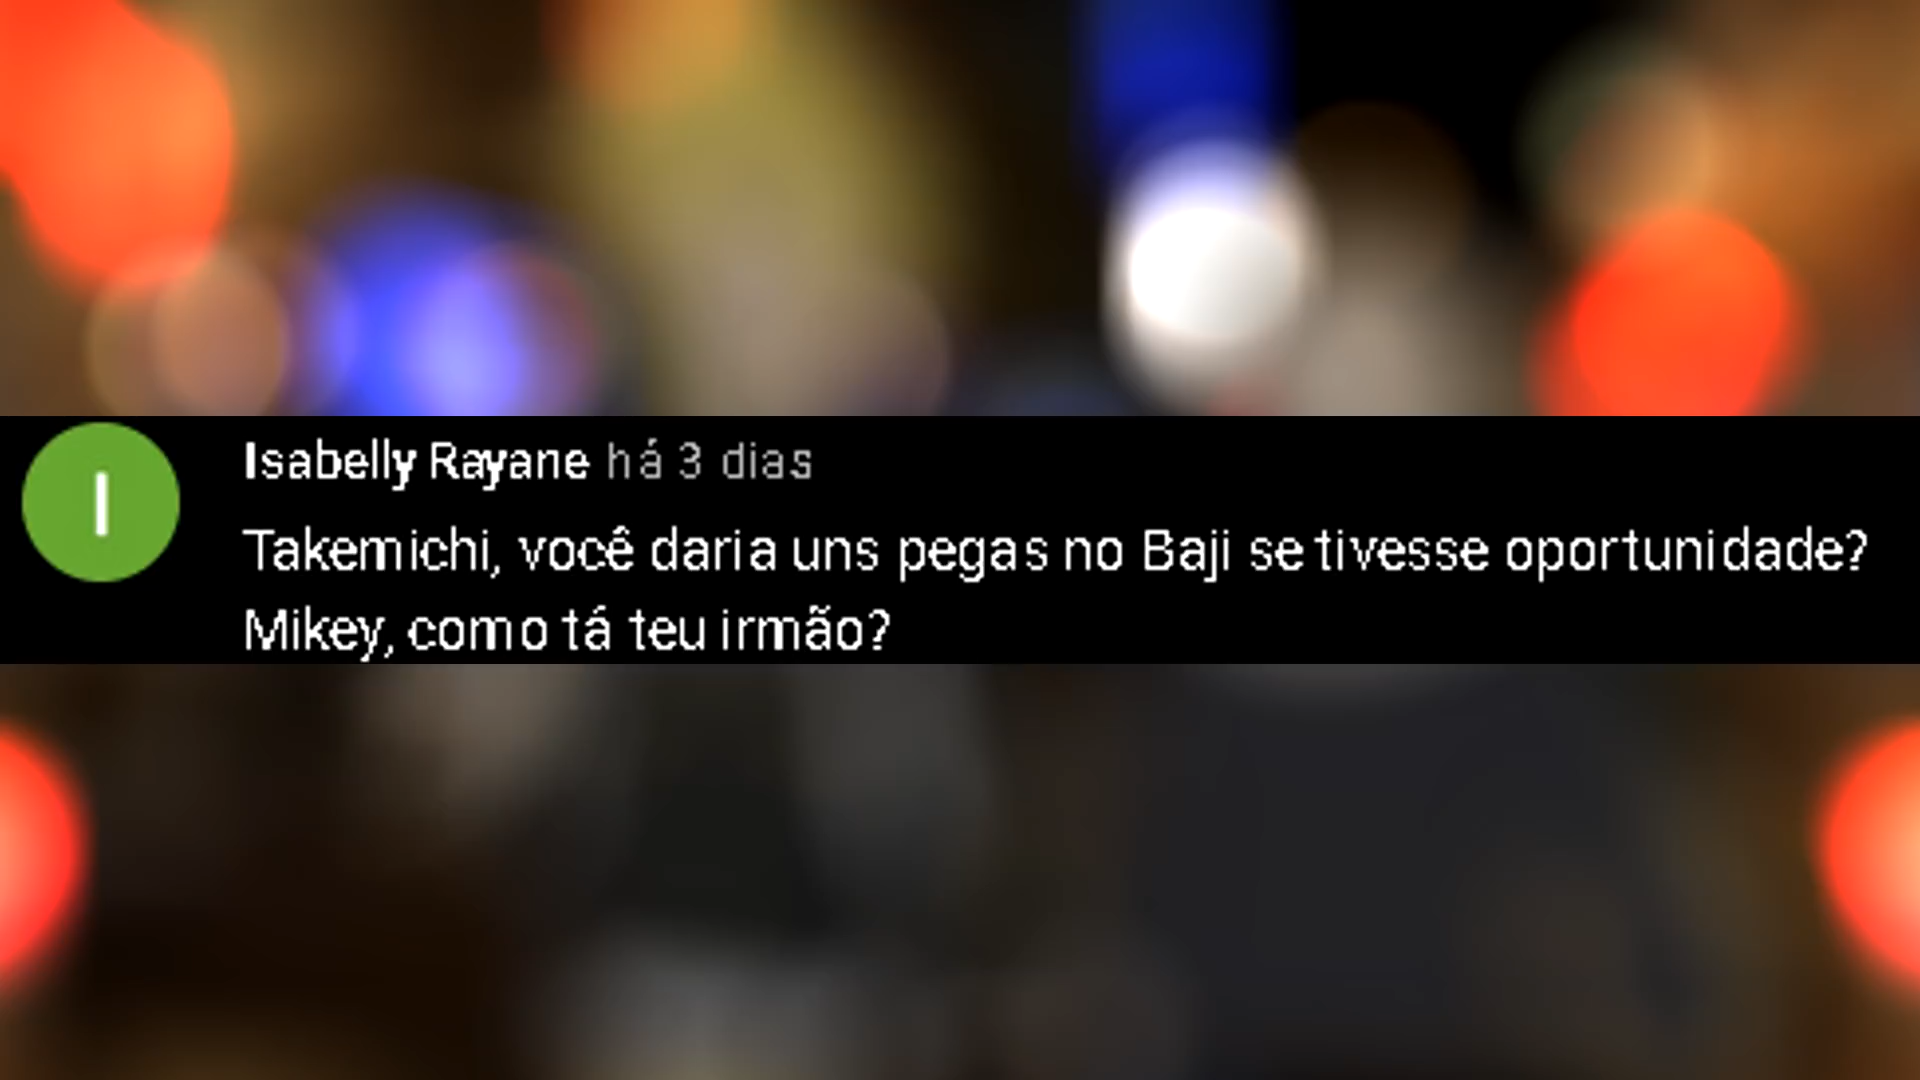 I
Isabelly Rayane há 3 dias
Takemichi, você daria uns pegas no Baji se tivesse oportunidade?
Mikey, como tá teu irmão?